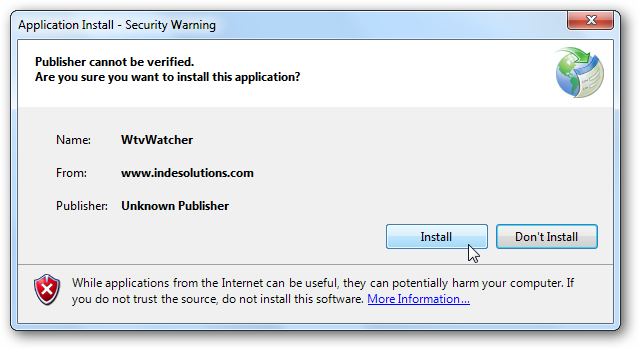 Application Install - Security Warning
Publisher cannot be verified.
Are you sure you want to install this application?
Name: WtvWatcher
From: www.indesolutions.com
Publisher: Unknown Publisher
Install Don't Install
While applications from the Internet can be useful, they can potentially harm your computer. If
you do not trust the source, do not install this software. More Information...